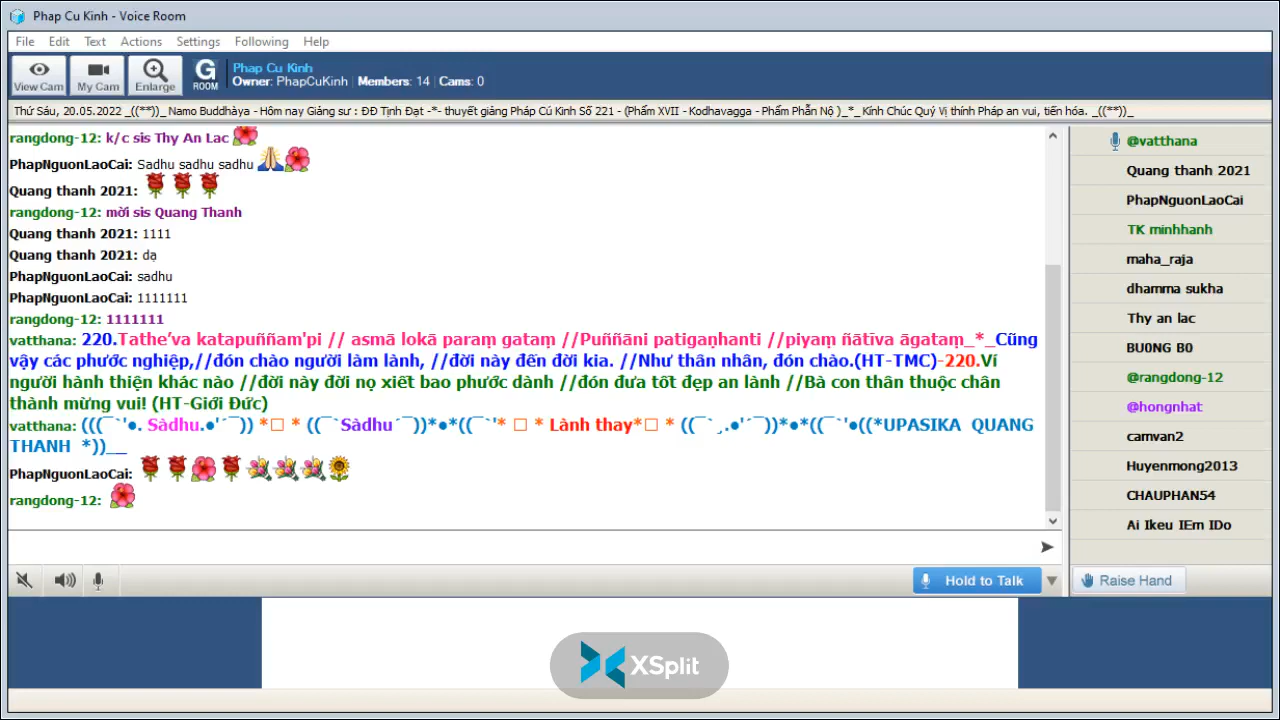 Phap Cu Kinh - Voice Room
File Edit Text Actions Settings Following Help
View Cam My Cam Enlarge G ROOM
Phap Cu Kinh
Owner: PhapCuKinh | Members: 14 | Cams: 0
Thứ Sáu, 20.05.2022 _((**))_ Namo Buddhàya - Hôm nay Giảng sư : ĐĐ Tịnh Đạt -*- thuyết giảng Pháp Cú Kinh Số 221 - (Phẩm XVII - Kodhavagga - Phẩm Phẫn Nộ )_*_ Kính Chúc Quý Vị thính Pháp an vui, tiến hóa. _((**))_
rangdong-12: k/c sis Thy An Lac
PhapNguonLaoCai: Sadhu sadhu sadhu
Quang thanh 2021:
rangdong-12: mời sis Quang Thanh
Quang thanh 2021: 1111
Quang thanh 2021: dạ
PhapNguonLaoCai: sadhu
PhapNguonLaoCai: 1111111
rangdong-12: 1111111
vatthana: 220.Tathe’va katapuññam'pi // asmā lokā paraṃ gataṃ //Puññāni patigaṇhanti //piyaṃ ñātīva āgataṃ_*_Cũng
vậy các phước nghiệp,//đón chào người làm lành, //đời này đến đời kia. //Như thân nhân, đón chào.(HT-TMC)-220.Ví
người hành thiện khác nào //đời này đời nọ xiết bao phước dành //đón đưa tốt đẹp an lành //Bà con thân thuộc chân
thành mừng vui! (HT-Giới Đức)
vatthana: (((¯`'●. Sàdhu.●'´¯)) *□ * ((¯`Sàdhu´¯))*●*((¯`'* □ * Lành thay*□ * ((¯`¸.●'´¯))*●*((¯`'●((*UPASIKA QUANG
THANH *))__
PhapNguonLaoCai:
rangdong-12:
@vatthana
Quang thanh 2021
PhapNguonLaoCai
TK minhhanh
maha_raja
dhamma sukha
Thy an lac
BU0NG B0
@rangdong-12
@hongnhat
camvan2
Huyenmong2013
CHAUPHAN54
Ai Ikeu IEm IDo
Hold to Talk
Raise Hand
XSplit